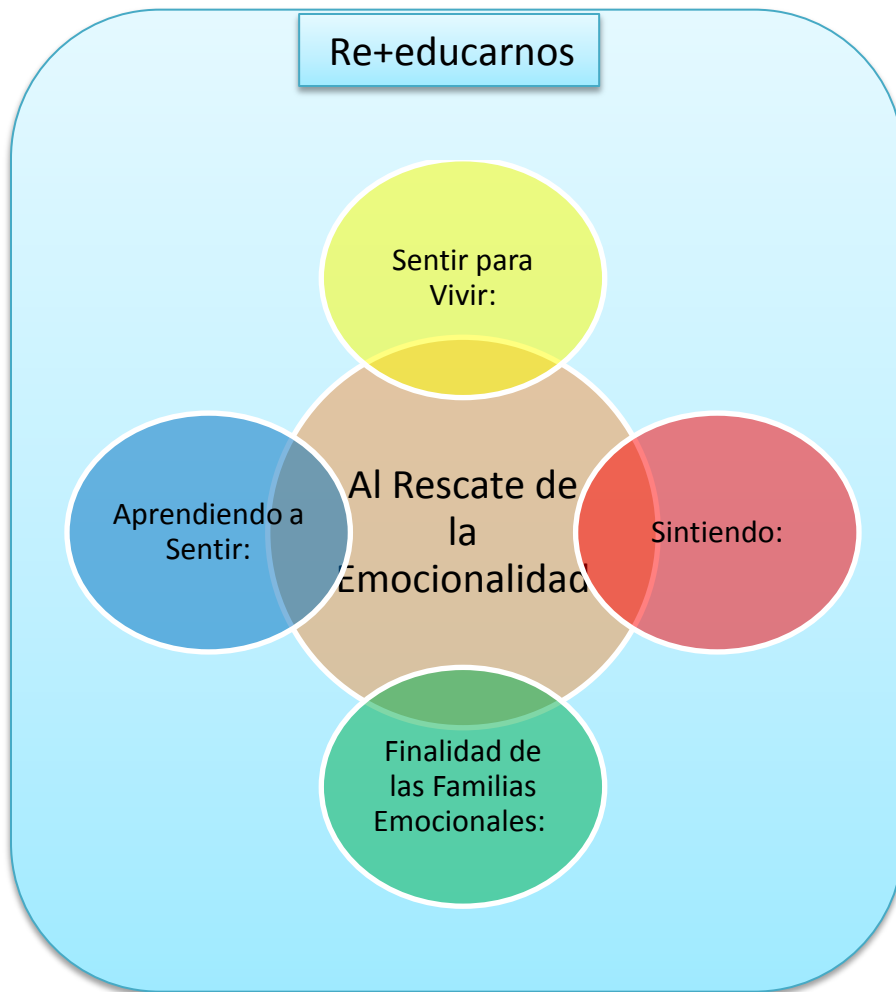 Re+educarnos
Sentir para
Vivir:
Aprendiendo a
Sentir:
Al Rescate de
la
Emocionalidad
Sintiendo:
Finalidad de
las Familias
Emocionales: